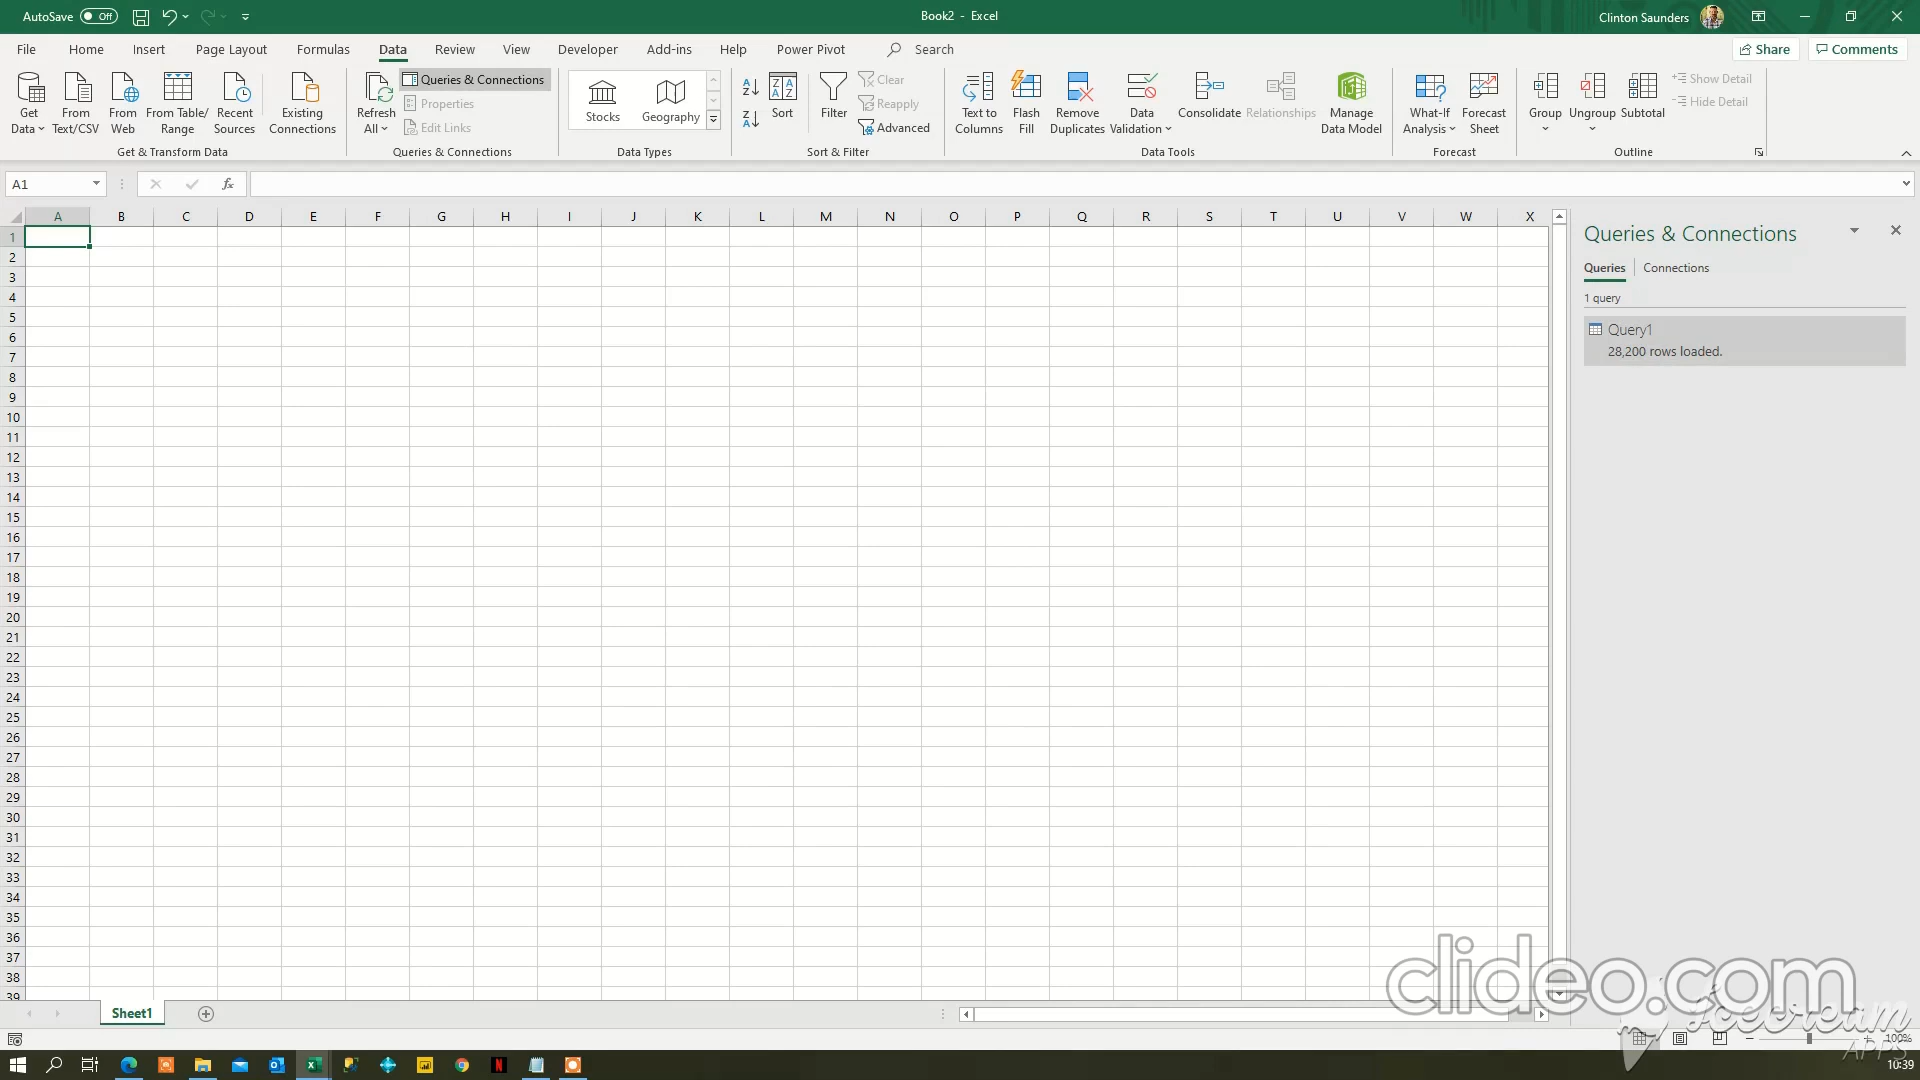 AutoSave Off
Book2 - Excel
Clinton Saunders
File Home Insert Page Layout Formulas Data Review View Developer Add-ins Help Power Pivot Search
Share Comments
Get Data
From Text/CSV
From Web
From Table/ Range
Recent Sources
Existing Connections
Get & Transform Data
Refresh All
Queries & Connections
Properties
Edit Links
Queries & Connections
Stocks
Geography
Data Types
Sort
Filter
Clear
Reapply
Advanced
Sort & Filter
Text to Columns
Flash Fill
Remove Duplicates
Data Validation
Consolidate
Relationships
Manage Data Model
Data Tools
What-If Analysis
Forecast Sheet
Forecast
Group
Ungroup
Subtotal
Show Detail
Hide Detail
Outline
A1
fx
A B C D E F G H I J K L M N O P Q R S T U V W X
1
2
3
4
5
6
7
8
9
10
11
12
13
14
15
16
17
18
19
20
21
22
23
24
25
26
27
28
29
30
31
32
33
34
35
36
37
38
39
Queries & Connections
Queries Connections
1 query
Query1
28,200 rows loaded.
clideo.com
Icecream
APPS
Sheet1
100%
10:39